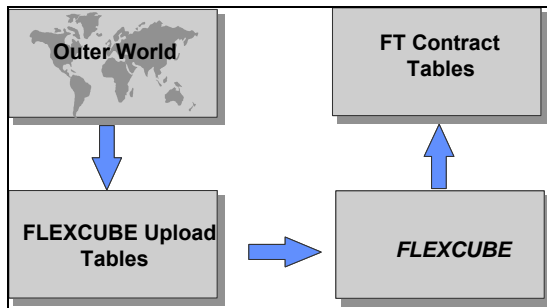 Outer World
FT Contract
Tables
FLEXCUBE Upload
Tables
FLEXCUBE